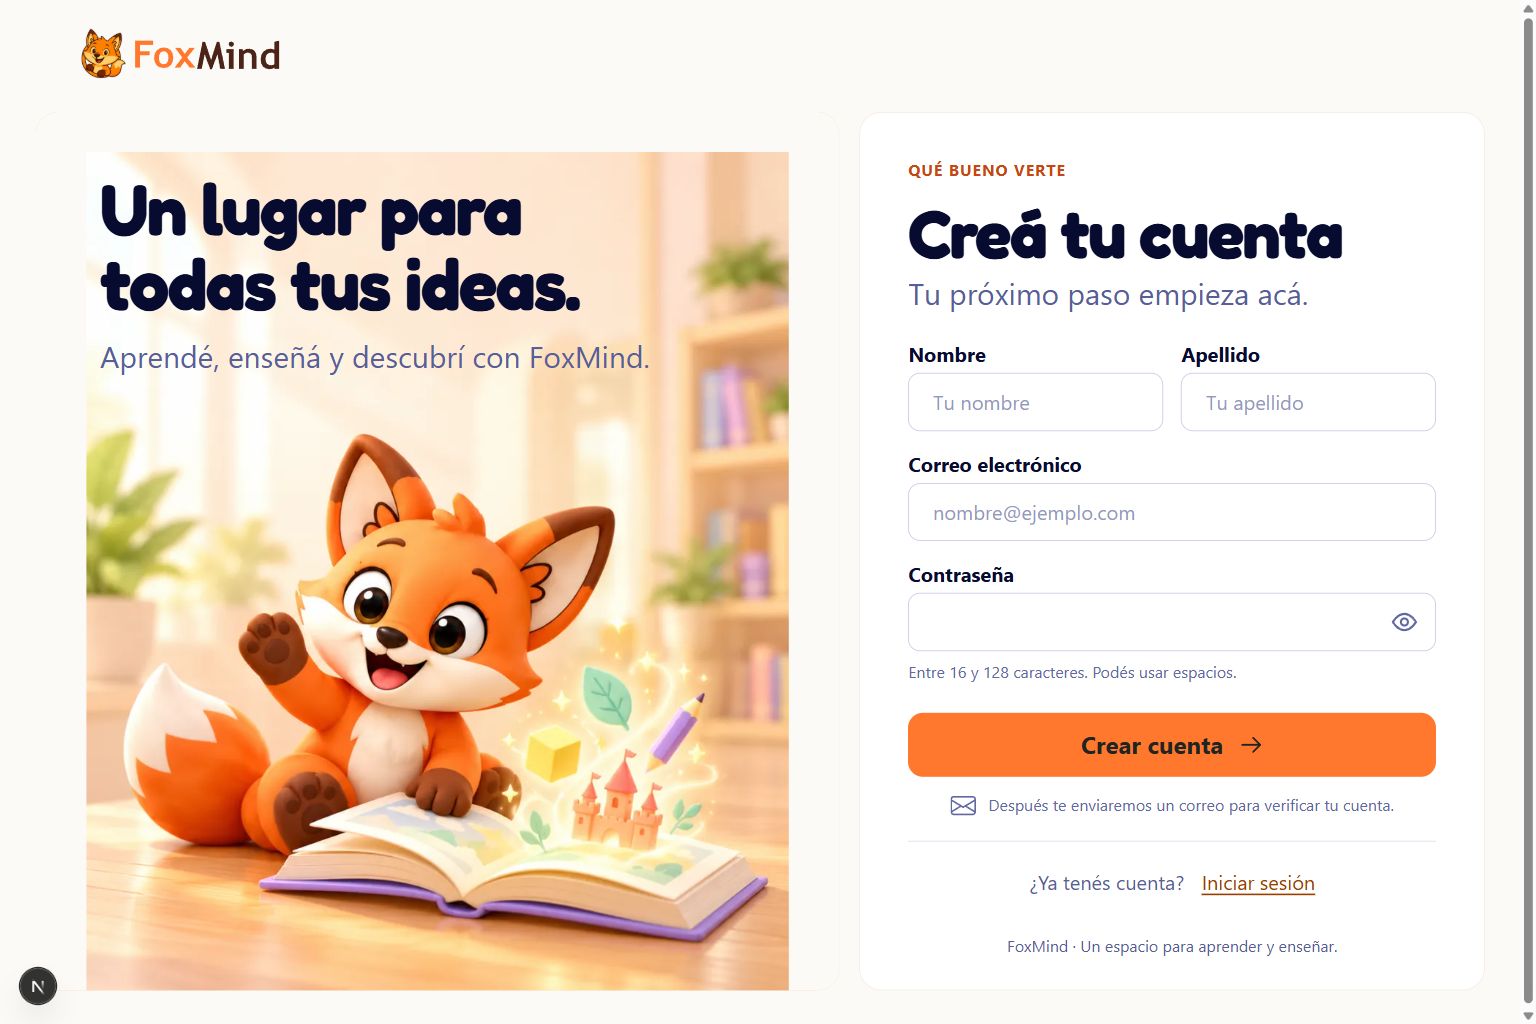 FoxMind
Un lugar para
todas tus ideas.
Aprendé, enseñá y descubrí con FoxMind.
QUÉ BUENO VERTE
Creá tu cuenta
Tu próximo paso empieza acá.
Nombre
Apellido
Tu nombre
Tu apellido
Correo electrónico
nombre@ejemplo.com
Contraseña
Entre 16 y 128 caracteres. Podés usar espacios.
Crear cuenta →
Después te enviaremos un correo para verificar tu cuenta.
¿Ya tenés cuenta? Iniciar sesión
FoxMind · Un espacio para aprender y enseñar.
N